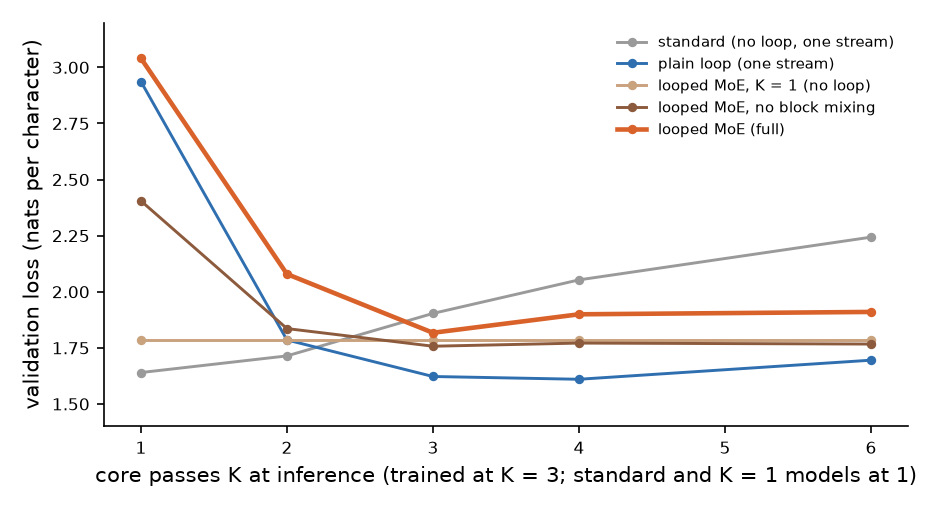 validation loss (nats per character)
3.00
2.75
2.50
2.25
2.00
1.75
1.50
standard (no loop, one stream)
plain loop (one stream)
looped MoE, K = 1 (no loop)
looped MoE, no block mixing
looped MoE (full)
1 2 3 4 5 6
core passes K at inference (trained at K = 3; standard and K = 1 models at 1)